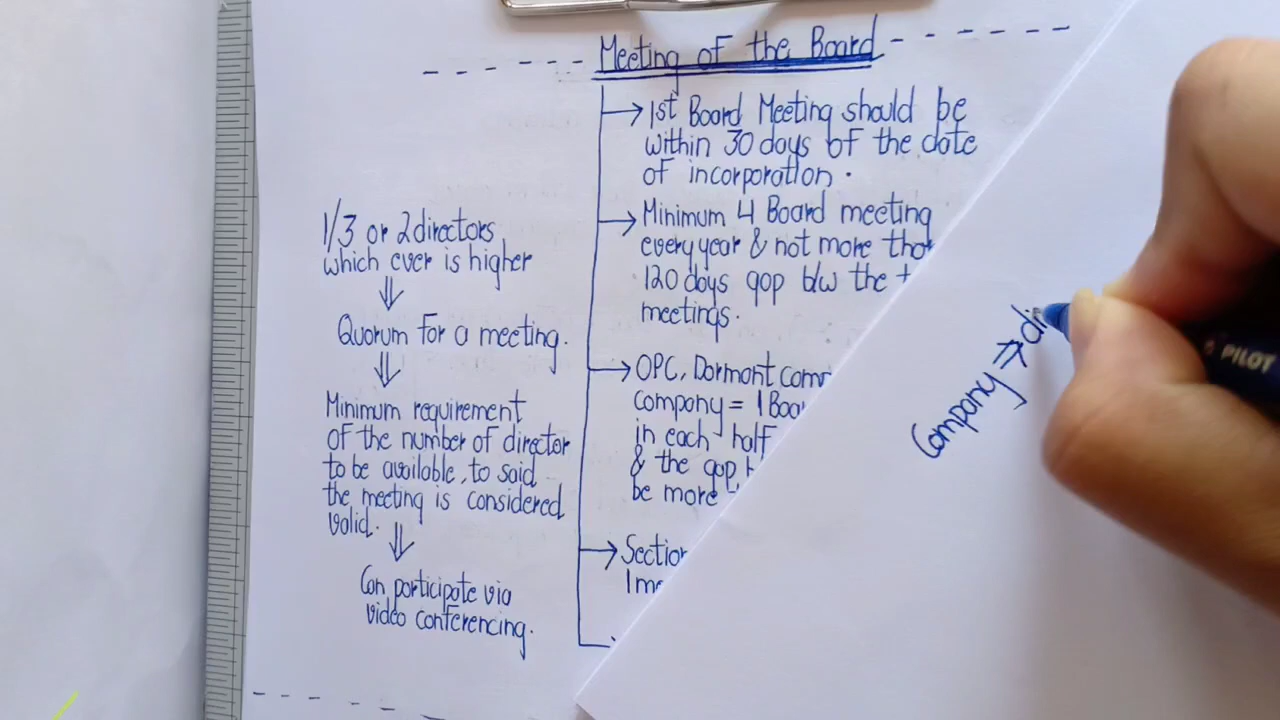 Meeting of the Board
1st Board Meeting should be
within 30 days of the date
of incorporation.
Minimum 4 Board meeting
every year & not more
120 days gap b/w the
meetings.
OPC, Dormant
company = 1
in each half
& the gap
be more
1/3 or 2 directors
which ever is higher
⇓
Quorum for a meeting.
⇓
Minimum requirement
of the number of director
to be available, to said
the meeting is considered
valid.
⇓
Can participate via
video conferencing.
Company ⇒ di
PILOT